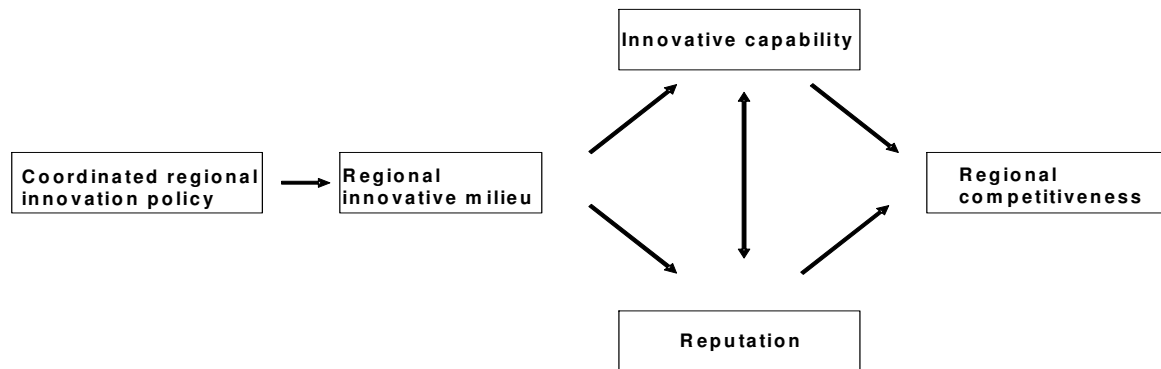 Innovative capability
Coordinated regional
innovation policy
Regional
innovative milieu
Regional
competitiveness
Reputation